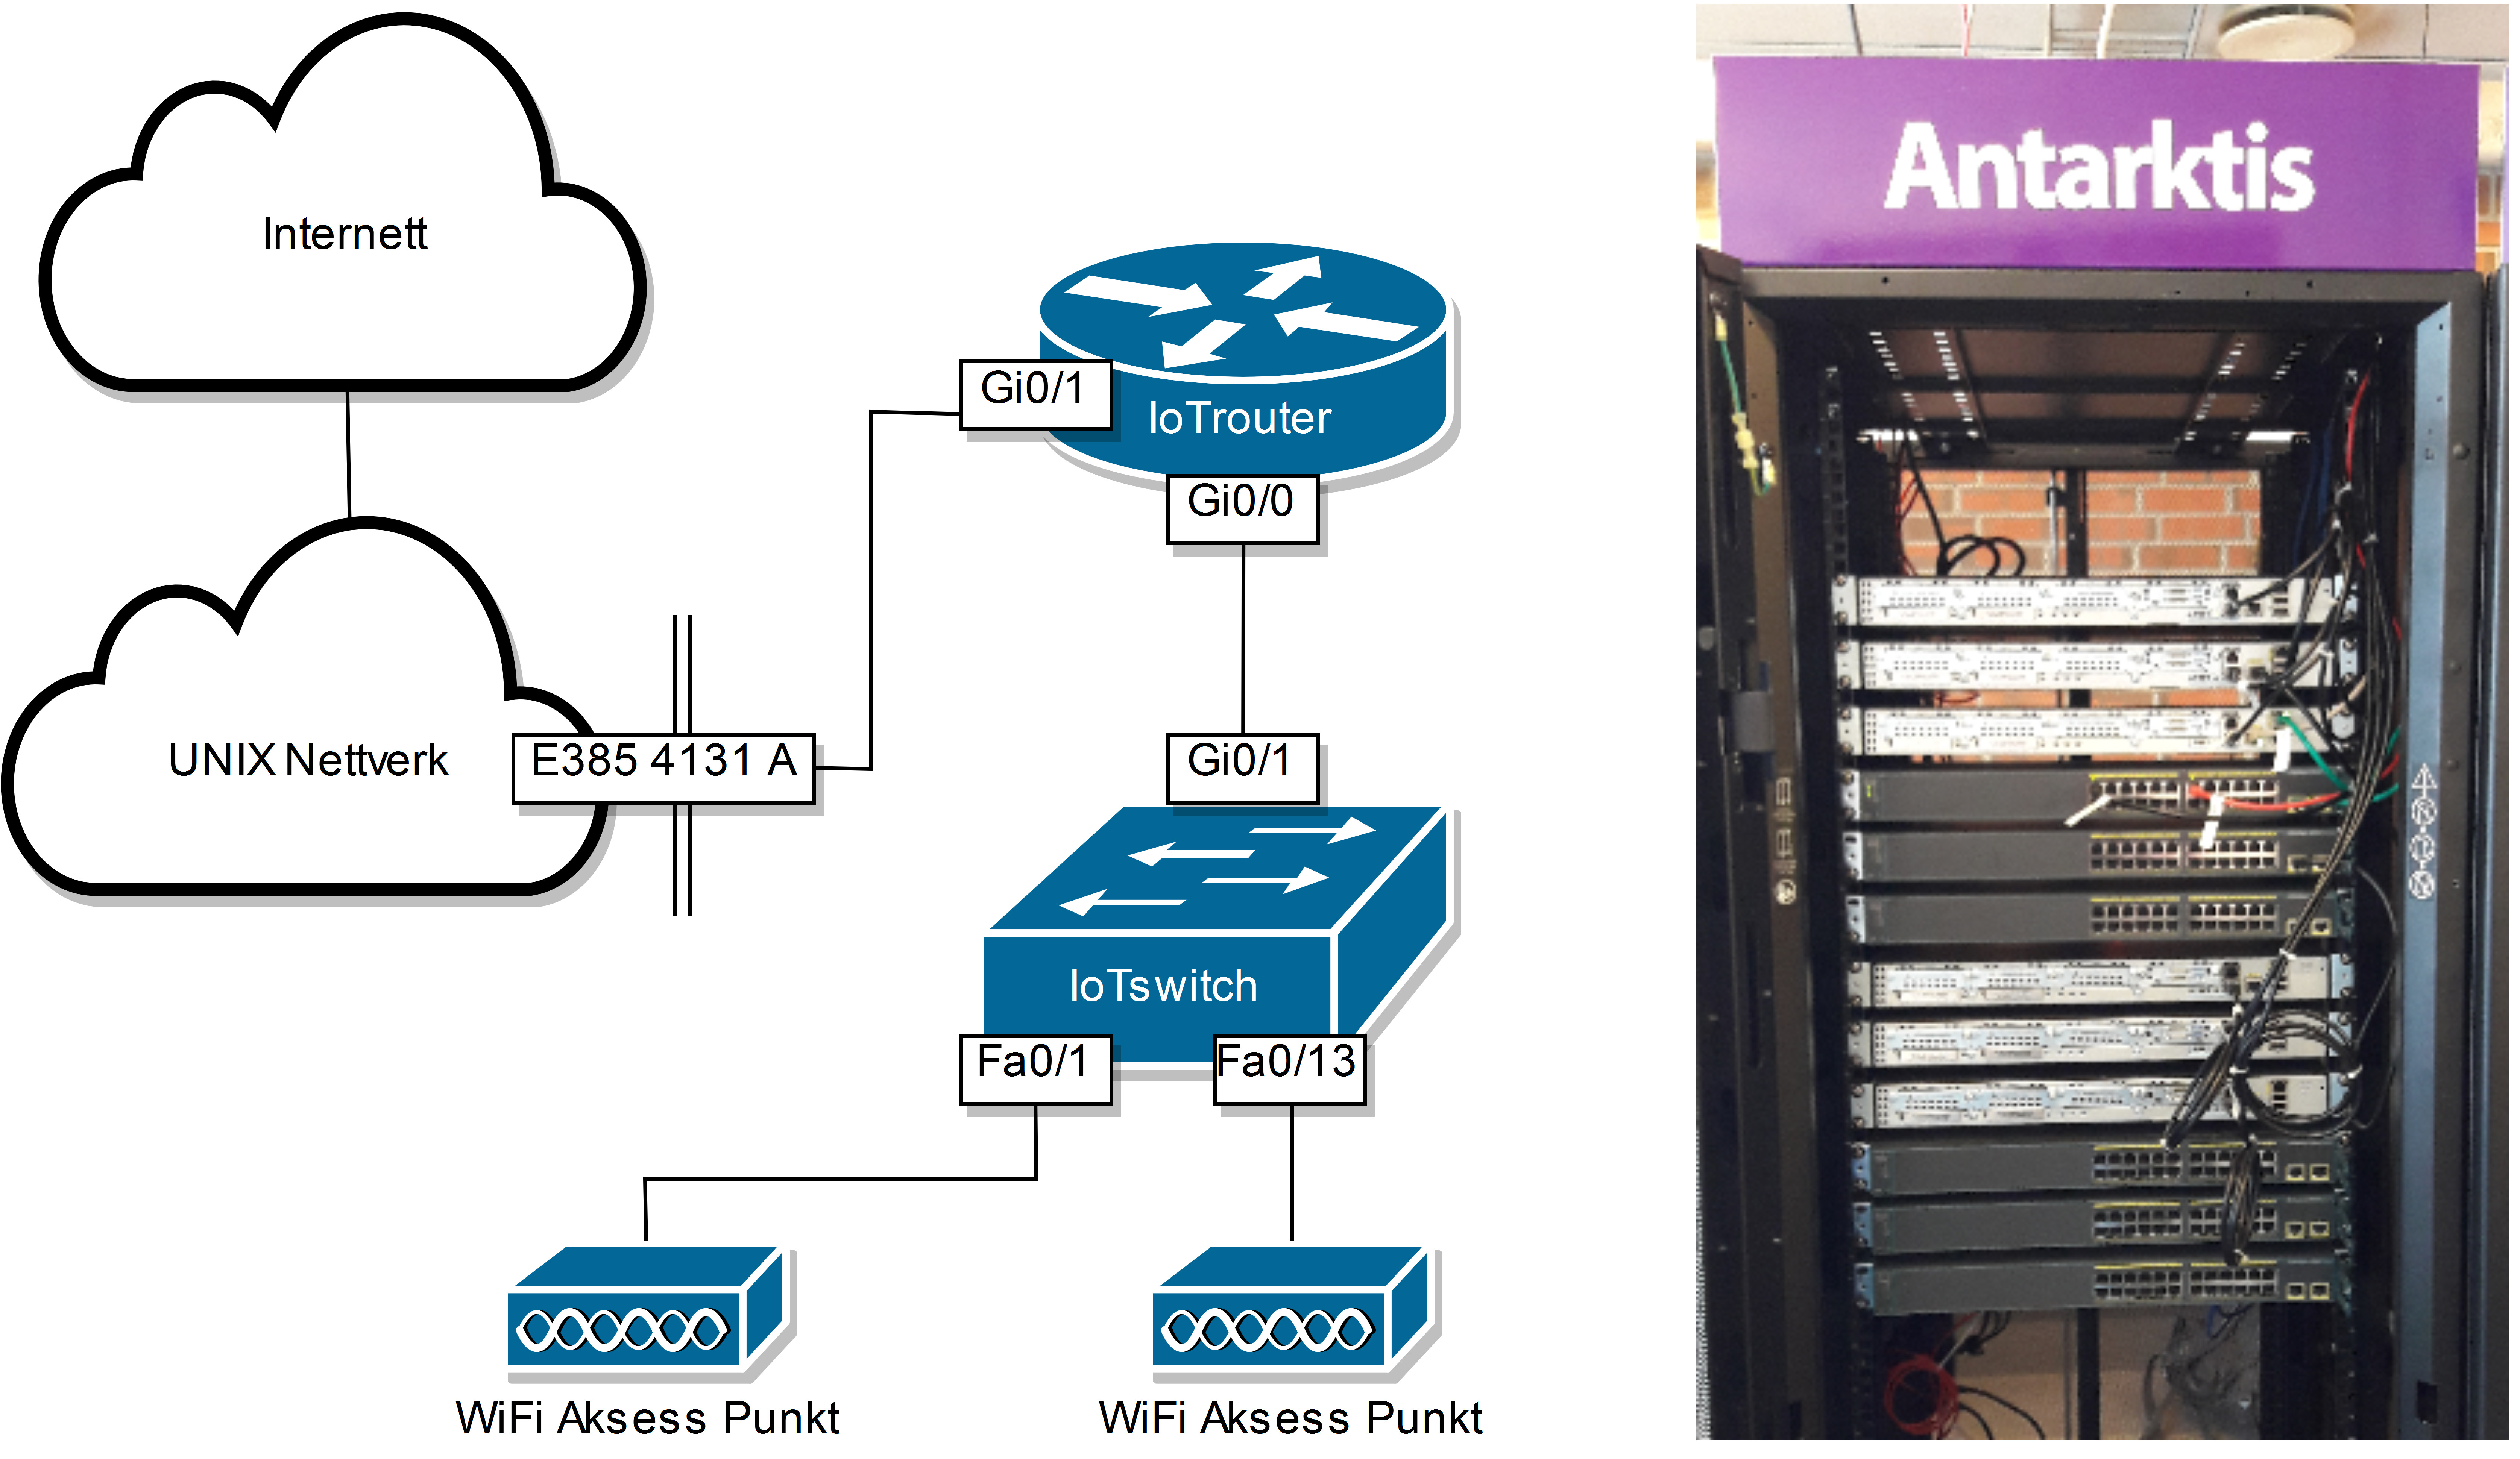 Internett
UNIX Nettverk
E385 4131 A
Gi0/1
IoTrouter
Gi0/0
Gi0/1
IoTswitch
Fa0/1
Fa0/13
WiFi Aksess Punkt
WiFi Aksess Punkt
Antarktis